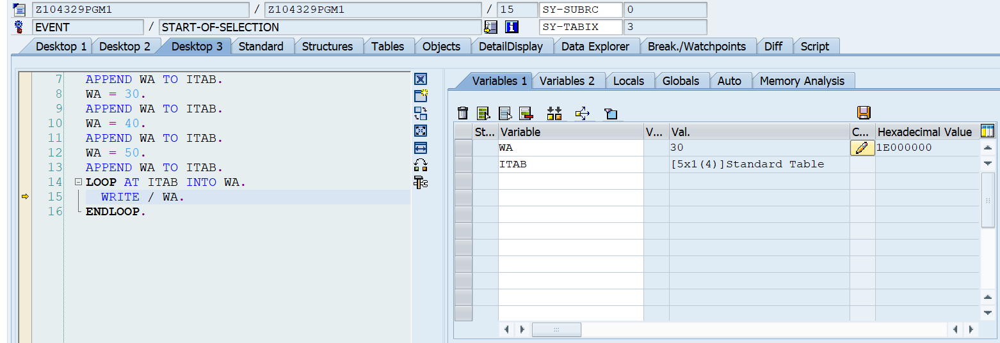 Z104329PGM1 / Z104329PGM1 / 15 SY-SUBRC 0
EVENT / START-OF-SELECTION SY-TABIX 3
Desktop 1 Desktop 2 Desktop 3 Standard Structures Tables Objects DetailDisplay Data Explorer Break./Watchpoints Diff Script
7 APPEND WA TO ITAB.
8 WA = 30.
9 APPEND WA TO ITAB.
10 WA = 40.
11 APPEND WA TO ITAB.
12 WA = 50.
13 APPEND WA TO ITAB.
14 LOOP AT ITAB INTO WA.
15 WRITE / WA.
16 ENDLOOP.
Variables 1 Variables 2 Locals Globals Auto Memory Analysis
St... Variable V... Val. C... Hexadecimal Value
WA 30 1E000000
ITAB [5x1(4)]Standard Table